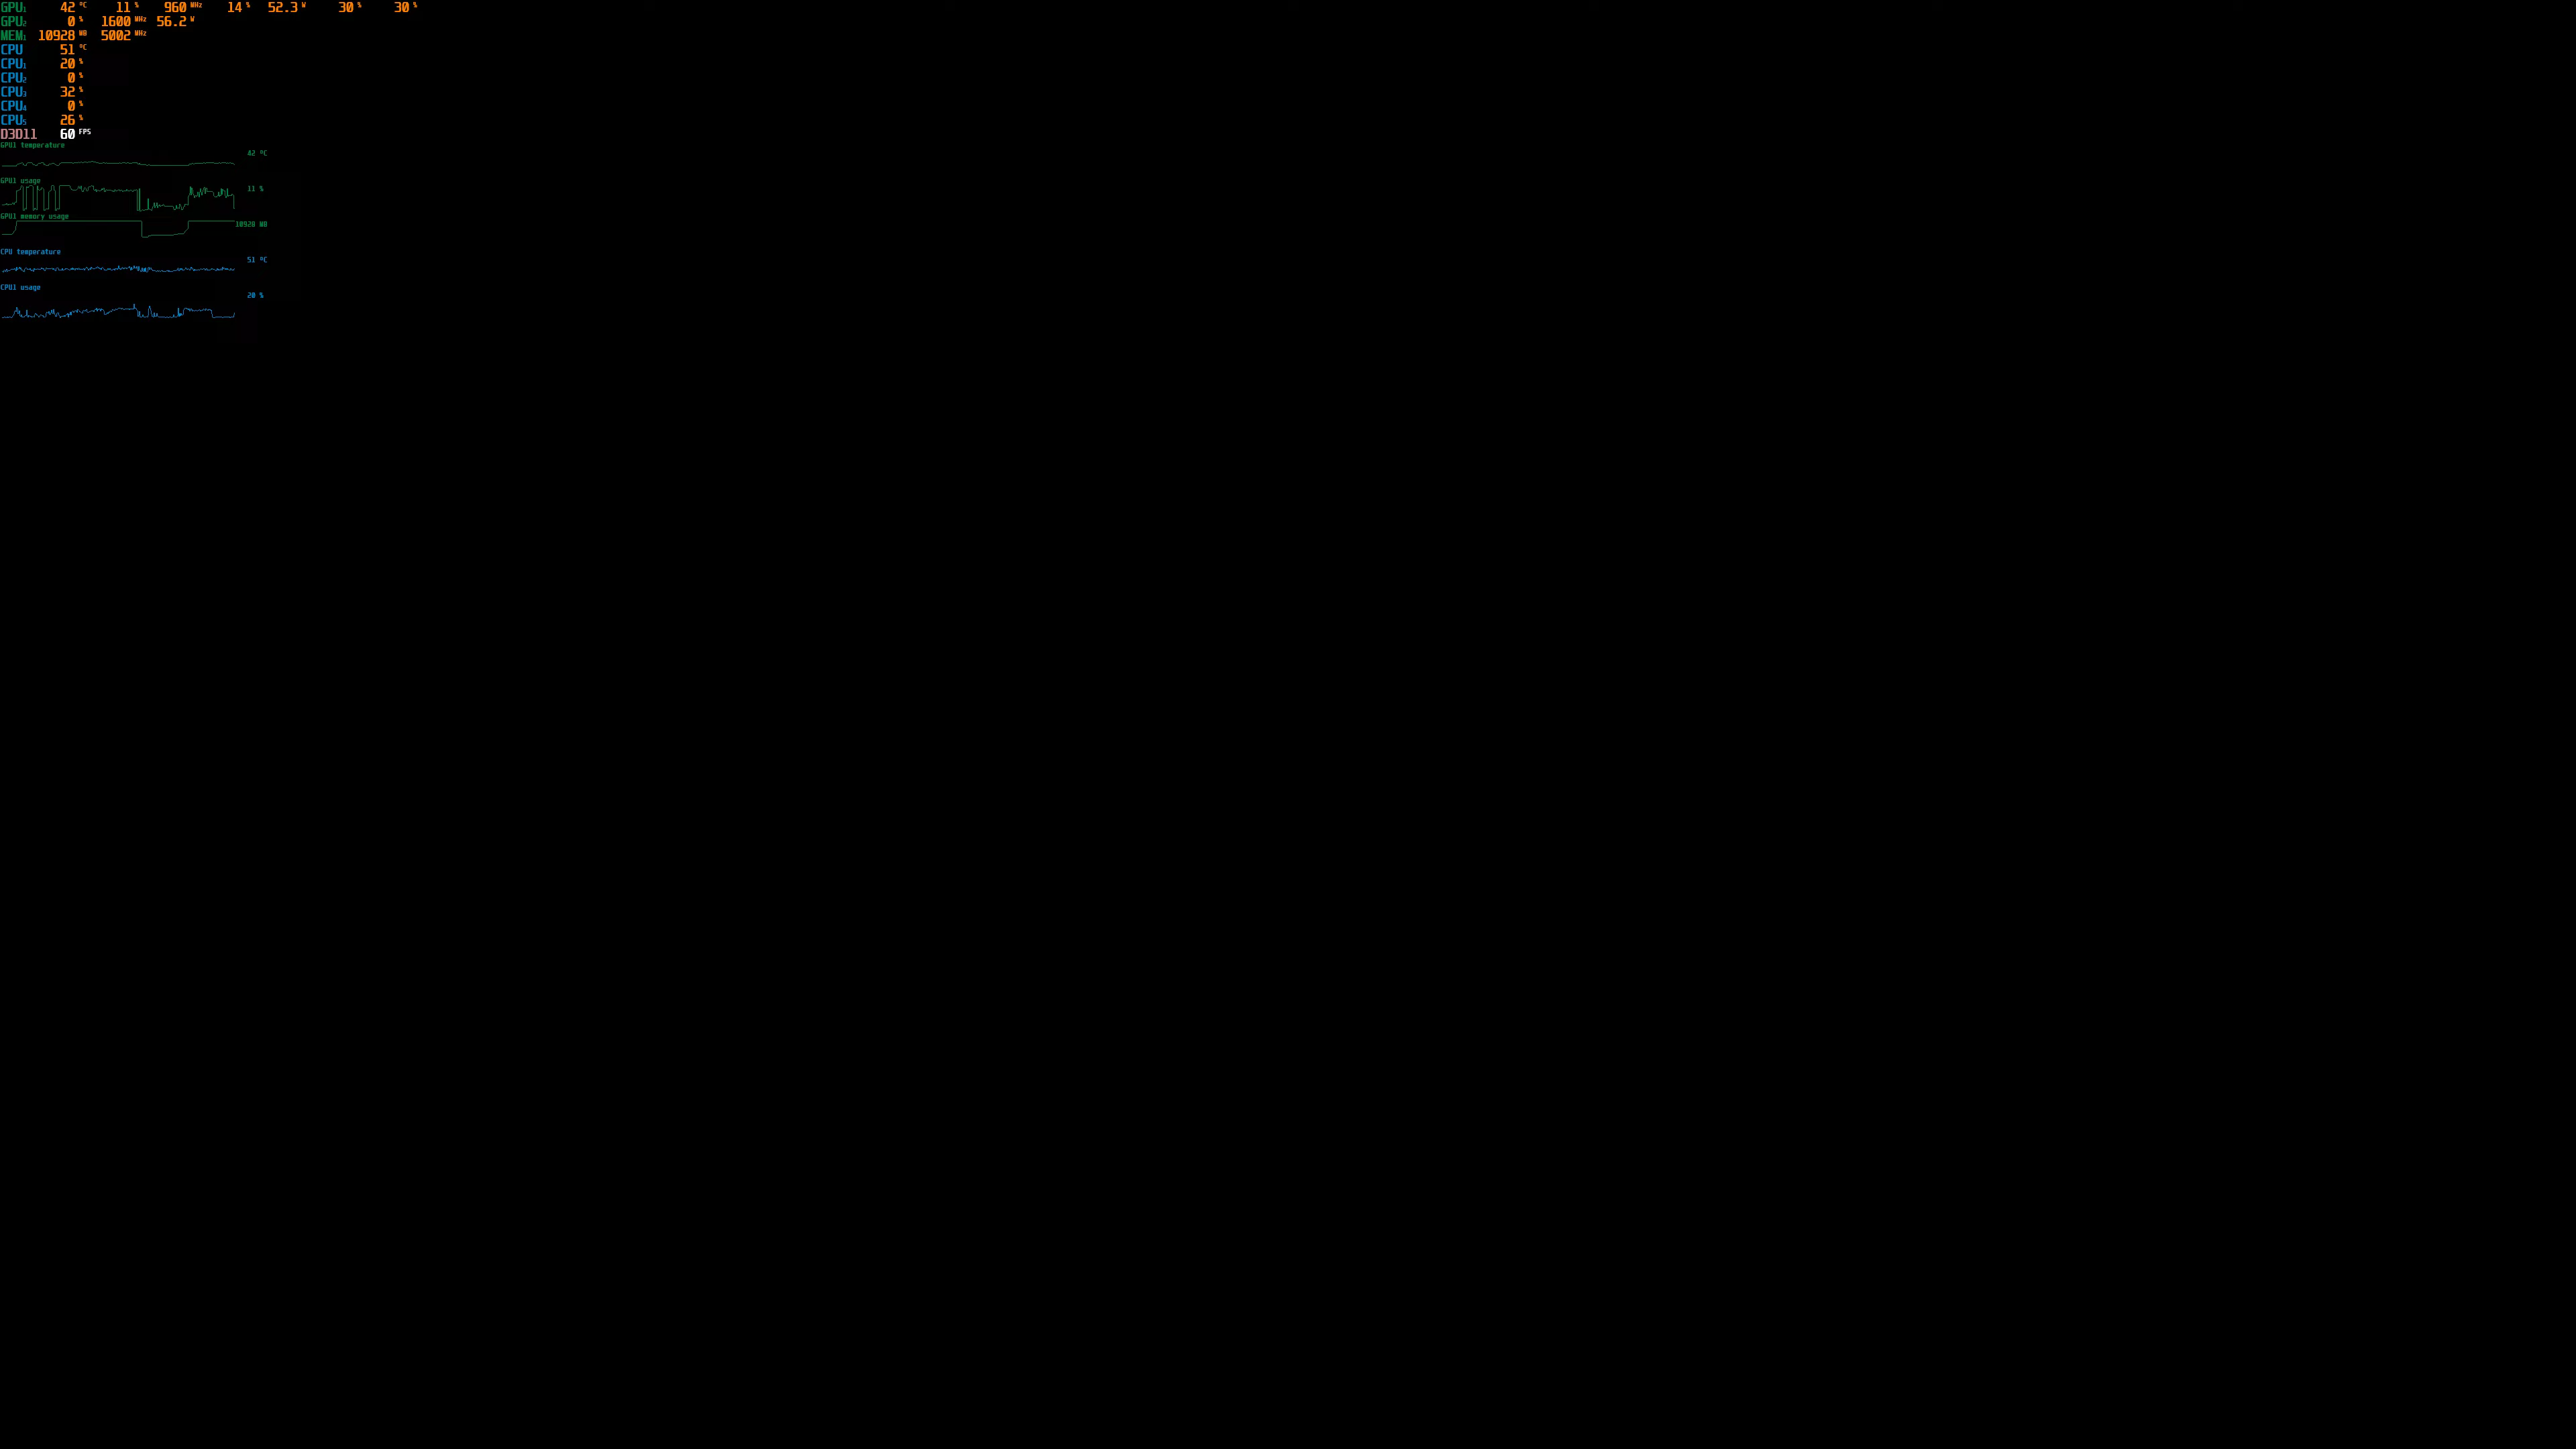 GPU1 42 °C 11 % 960 MHz 14 % 52.3 W 30 % 30 %
GPU2 0 % 1600 MHz 56.2 W
MEM1 10928 MB 5002 MHz
CPU 51 °C
CPU1 20 %
CPU2 0 %
CPU3 32 %
CPU4 0 %
CPU5 26 %
D3D11 60 FPS
GPU1 temperature
42 °C
GPU1 usage
11 %
GPU1 memory usage
10928 MB
CPU temperature
51 °C
CPU1 usage
20 %